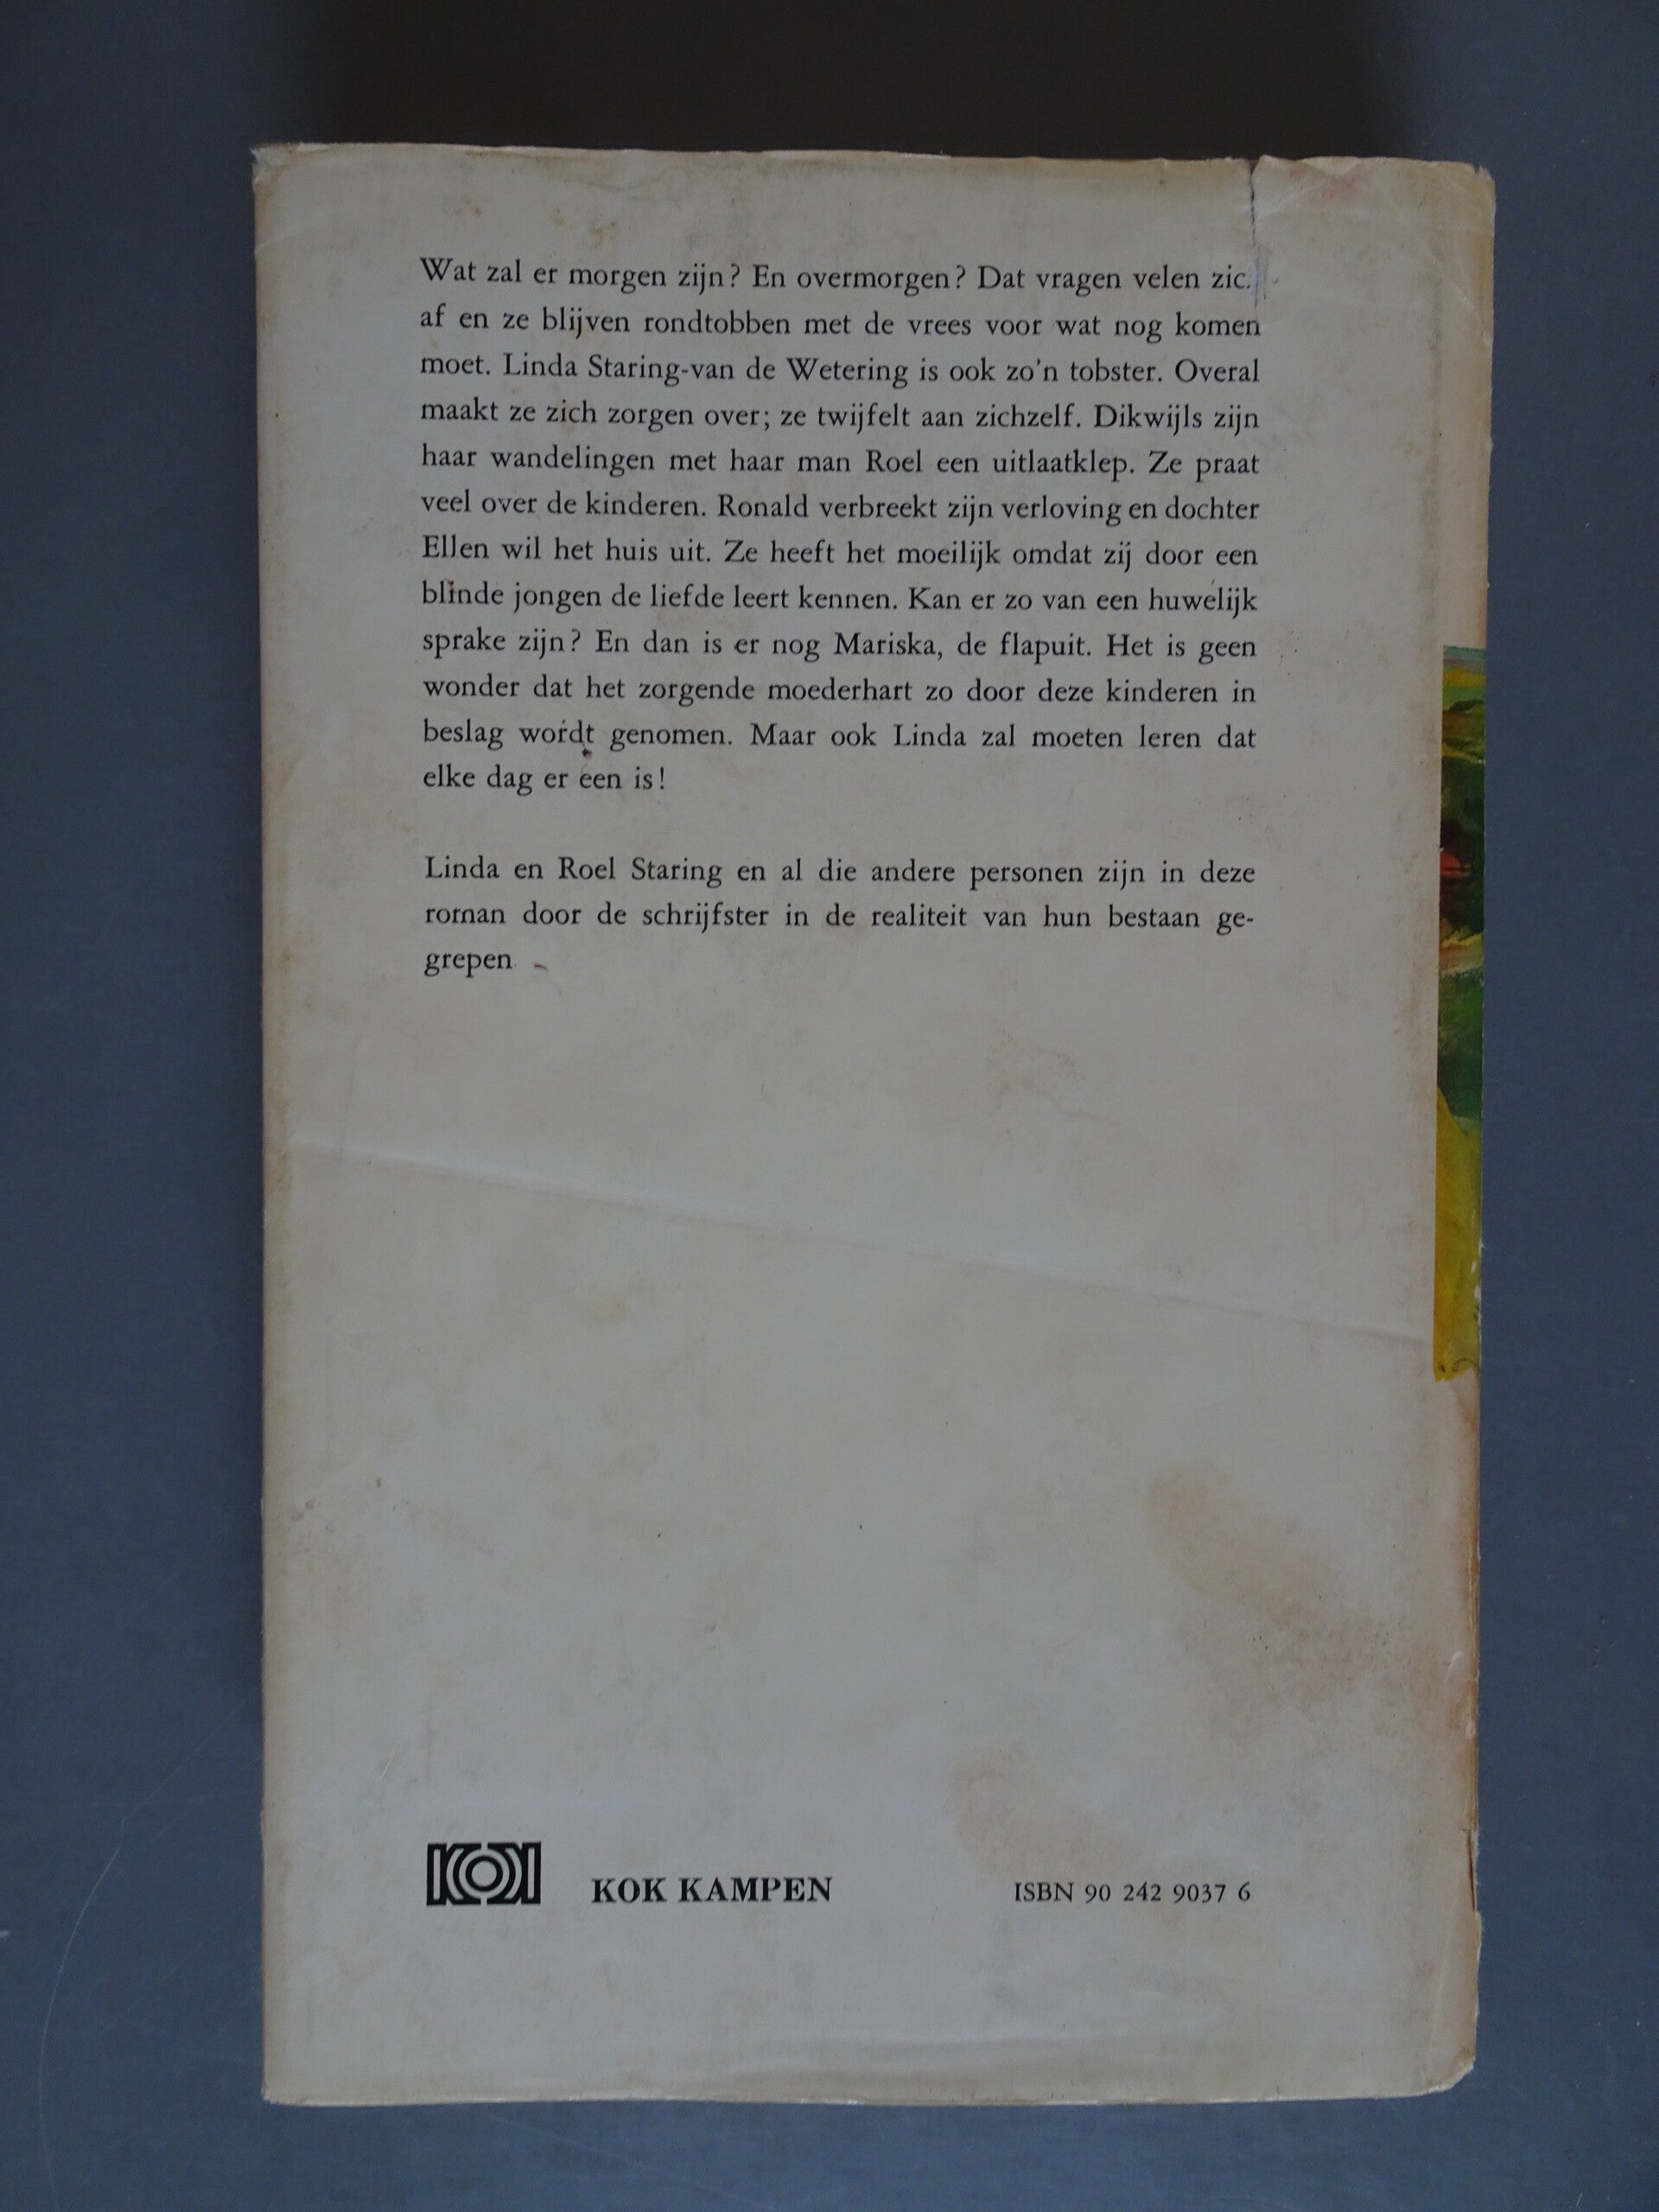 Wat zal er morgen zijn? En overmorgen? Dat vragen velen zic
af en ze blijven rondtobben met de vrees voor wat nog komen
moet. Linda Staring-van de Wetering is ook zo'n tobster. Overal
maakt ze zich zorgen over; ze twijfelt aan zichzelf. Dikwijls zijn
haar wandelingen met haar man Roel een uitlaatklep. Ze praat
veel over de kinderen. Ronald verbreekt zijn verloving en dochter
Ellen wil het huis uit. Ze heeft het moeilijk omdat zij door een
blinde jongen de liefde leert kennen. Kan er zo van een huwelijk
sprake zijn? En dan is er nog Mariska, de flapuit. Het is geen
wonder dat het zorgende moederhart zo door deze kinderen in
beslag wordt genomen. Maar ook Linda zal moeten leren dat
elke dag er een is!
Linda en Roel Staring en al die andere personen zijn in deze
roman door de schrijfster in de realiteit van hun bestaan ge-
grepen.
KOK KOK KAMPEN ISBN 90 242 9037 6